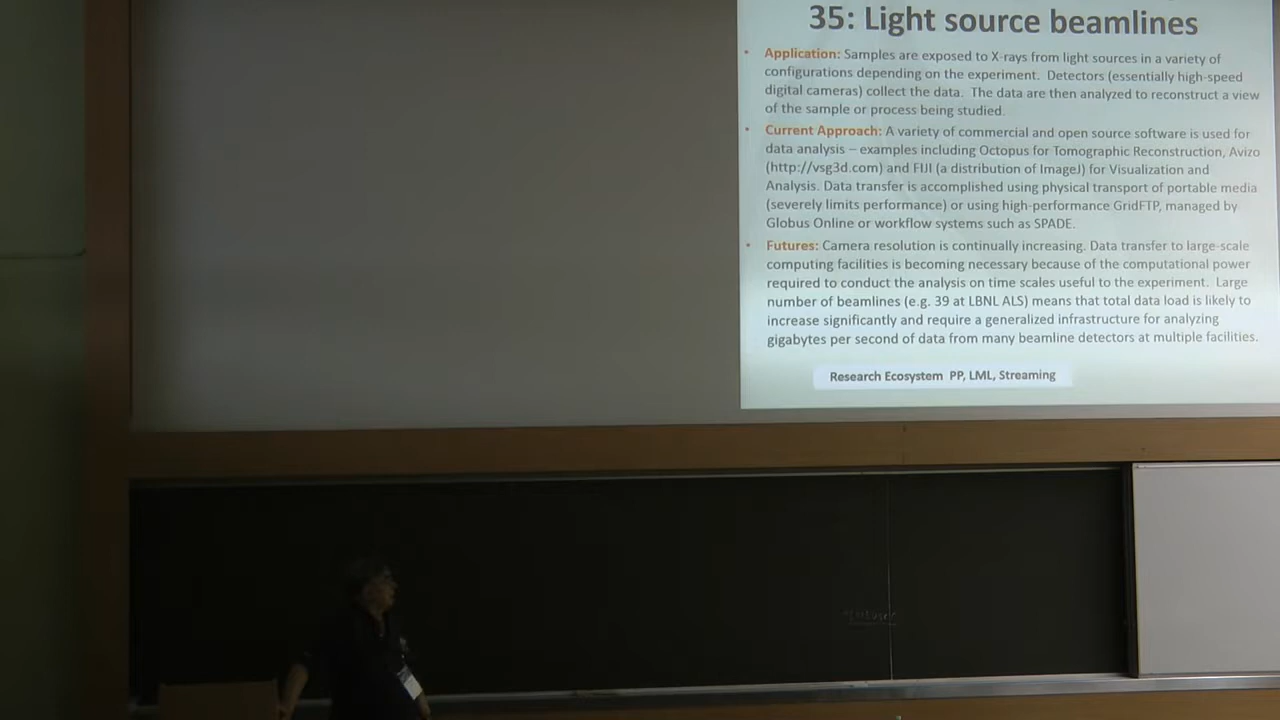 35: Light source beamlines
• Application: Samples are exposed to X-rays from light sources in a variety of
configurations depending on the experiment. Detectors (essentially high-speed
digital cameras) collect the data. The data are then analyzed to reconstruct a view
of the sample or process being studied.
• Current Approach: A variety of commercial and open source software is used for
data analysis – examples including Octopus for Tomographic Reconstruction, Avizo
(http://vsg3d.com) and FIJI (a distribution of ImageJ) for Visualization and
Analysis. Data transfer is accomplished using physical transport of portable media
(severely limits performance) or using high-performance GridFTP, managed by
Globus Online or workflow systems such as SPADE.
• Futures: Camera resolution is continually increasing. Data transfer to large-scale
computing facilities is becoming necessary because of the computational power
required to conduct the analysis on time scales useful to the experiment. Large
number of beamlines (e.g. 39 at LBNL ALS) means that total data load is likely to
increase significantly and require a generalized infrastructure for analyzing
gigabytes per second of data from many beamline detectors at multiple facilities.
Research Ecosystem PP, LML, Streaming